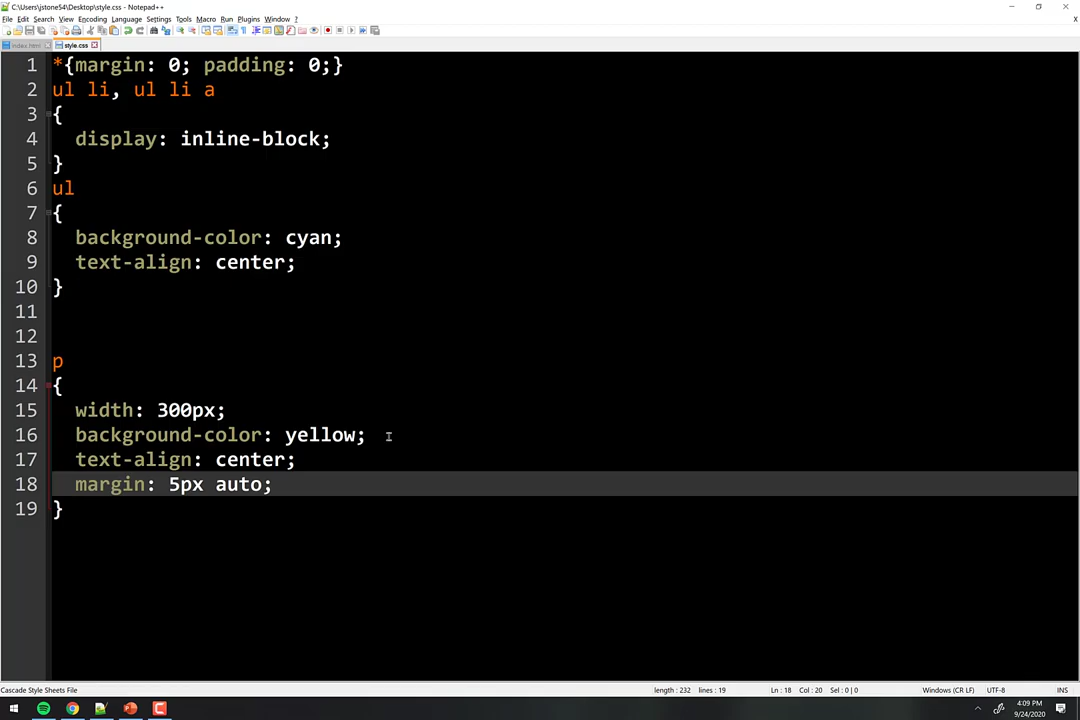 C:\Users\jstone54\Desktop\style.css - Notepad++
File Edit Search View Encoding Language Settings Tools Macro Run Plugins Window ?
X
index.html style.css
1 *{margin: 0; padding: 0;}
2 ul li, ul li a
3 {
4 display: inline-block;
5 }
6 ul
7 {
8 background-color: cyan;
9 text-align: center;
10 }
11
12
13 p
14 {
15 width: 300px;
16 background-color: yellow;
17 text-align: center;
18 margin: 5px auto;
19 }
Cascade Style Sheets File length : 232 lines : 19 Ln : 18 Col : 20 Sel : 0 | 0 Windows (CR LF) UTF-8 INS
4:09 PM
9/24/2020